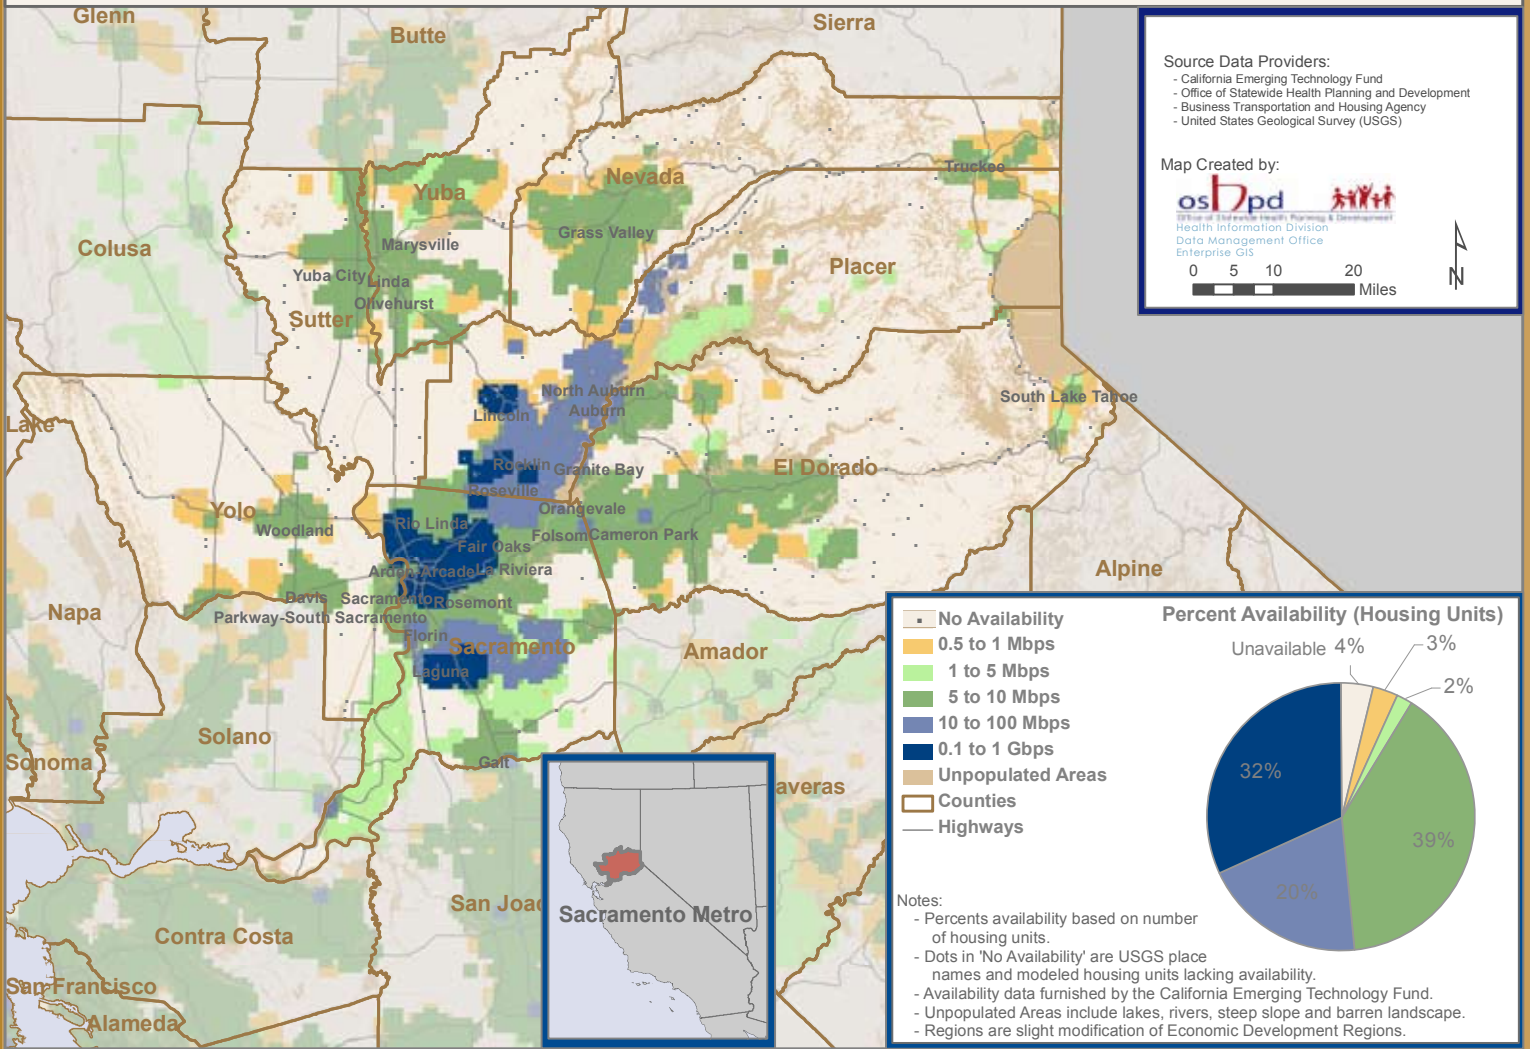 Glenn
Butte
Sierra
Colusa
Yuba
Nevada
Truckee
Grass Valley
Marysville
Yuba City
Linda
Olivehurst
Sutter
Placer
Lake
North Auburn
Auburn
Lincoln
South Lake Tahoe
Rocklin
Granite Bay
El Dorado
Roseville
Yolo
Woodland
Rio Linda
Orangevale
Folsom
Cameron Park
Fair Oaks
Arden-Arcade
La Riviera
Alpine
Davis
Sacramento
Rosemont
Napa
Parkway-South Sacramento
Florin
Sacramento
Amador
Laguna
Solano
Sonoma
Galt
averas
San Joac
Contra Costa
San Francisco
Alameda
Sacramento Metro
Source Data Providers:
- California Emerging Technology Fund
- Office of Statewide Health Planning and Development
- Business Transportation and Housing Agency
- United States Geological Survey (USGS)
Map Created by:
oshpd
Office of Statewide Health Planning & Development
Health Information Division
Data Management Office
Enterprise GIS
0 5 10 20
Miles
N
No Availability
0.5 to 1 Mbps
1 to 5 Mbps
5 to 10 Mbps
10 to 100 Mbps
0.1 to 1 Gbps
Unpopulated Areas
Counties
Highways
Percent Availability (Housing Units)
Unavailable 4%
3%
2%
32%
39%
20%
Notes:
- Percents availability based on number
of housing units.
- Dots in 'No Availability' are USGS place
names and modeled housing units lacking availability.
- Availability data furnished by the California Emerging Technology Fund.
- Unpopulated Areas include lakes, rivers, steep slope and barren landscape.
- Regions are slight modification of Economic Development Regions.